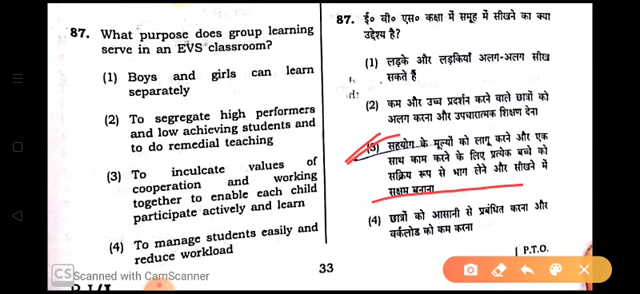 87. What purpose does group learning
serve in an EVS classroom?
(1) Boys and girls can learn
separately
(2) To segregate high performers
and low achieving students and
to do remedial teaching
(3) To inculcate values of
cooperation and working
together to enable each child
participate actively and learn
(4) To manage students easily and
reduce workload
87. ई० वी० एस० कक्षा में समूह में सीखने का क्या
उद्देश्य है?
(1) लड़के और लड़कियाँ अलग-अलग सीख
सकते हैं
(2) कम और उच्च प्रदर्शन करने वाले छात्रों को
अलग करना और उपचारात्मक शिक्षण देना
(3) सहयोग के मूल्यों को लागू करने और एक
साथ काम करने के लिए प्रत्येक बच्चे को
सक्रिय रूप से भाग लेने और सीखने में
सक्षम बनाना
(4) छात्रों को आसानी से प्रबंधित करना और
वर्कलोड को कम करना
33
[ P.T.O.
CS Scanned with CamScanner